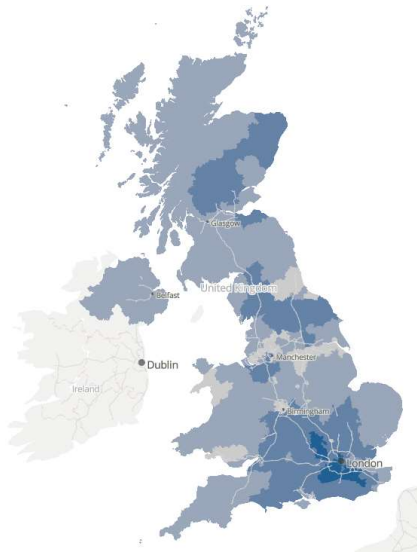 Glasgow
United Kingdom
Belfast
Manchester
Dublin
Ireland
Birmingham
London